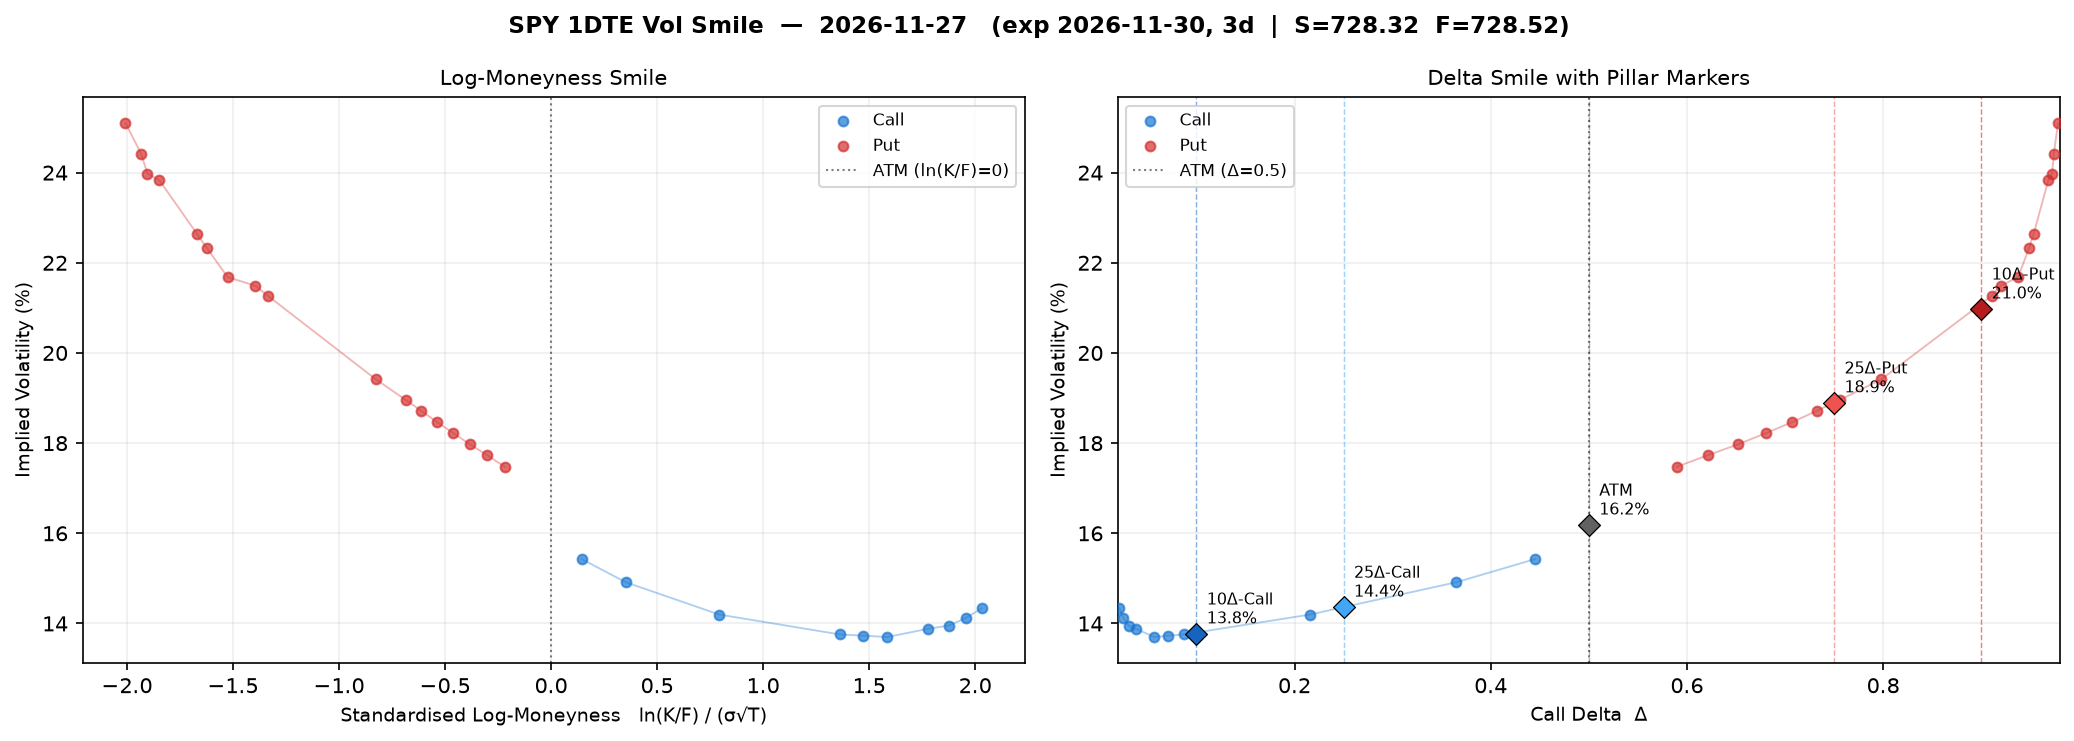 SPY 1DTE Vol Smile — 2026-11-27 (exp 2026-11-30, 3d | S=728.32 F=728.52)
Log-Moneyness Smile
Call
Put
ATM (ln(K/F)=0)
24
22
20
18
16
14
Implied Volatility (%)
−2.0
−1.5
−1.0
−0.5
0.0
0.5
1.0
1.5
2.0
Standardised Log-Moneyness ln(K/F) / (σ√T)
Delta Smile with Pillar Markers
Call
Put
ATM (Δ=0.5)
24
22
20
18
16
14
Implied Volatility (%)
10Δ-Put
21.0%
25Δ-Put
18.9%
ATM
16.2%
25Δ-Call
14.4%
10Δ-Call
13.8%
0.2
0.4
0.6
0.8
Call Delta Δ